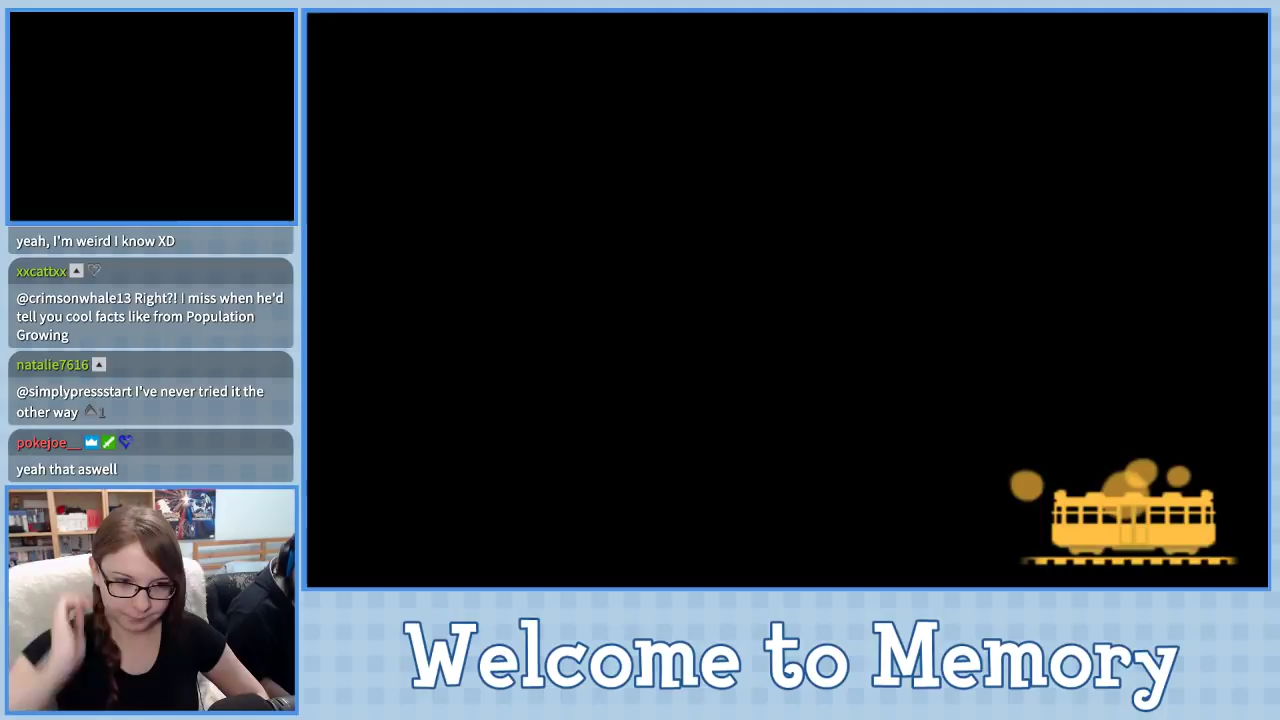 yeah, I'm weird I know XD
xxcattxx
@crimsonwhale13 Right?! I miss when he'd
tell you cool facts like from Population
Growing
natalie7616
@simplypressstart I've never tried it the
other way 1
pokejoe__
yeah that aswell
Welcome to Memory